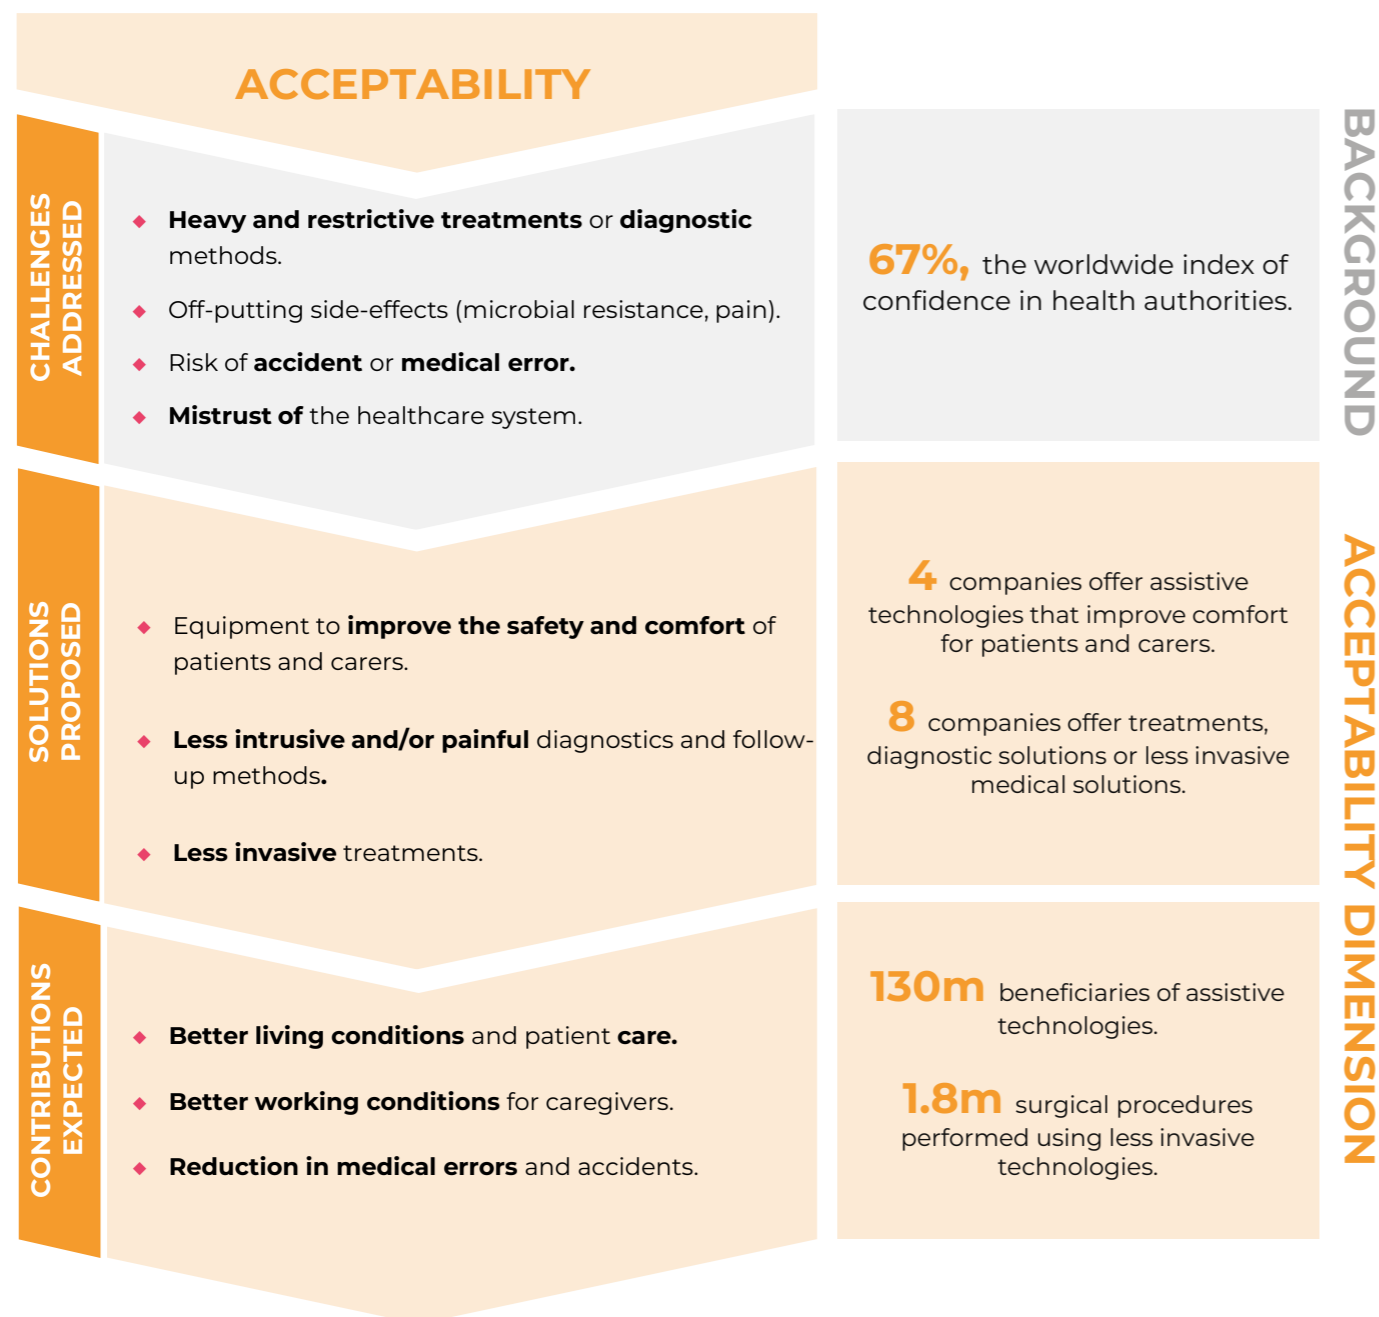 ACCEPTABILITY
CHALLENGES
ADDRESSED
Heavy and restrictive treatments or diagnostic
methods.
Off-putting side-effects (microbial resistance, pain).
Risk of accident or medical error.
Mistrust of the healthcare system.
67%, the worldwide index of
confidence in health authorities.
BACKGROUND
SOLUTIONS
PROPOSED
Equipment to improve the safety and comfort of
patients and carers.
Less intrusive and/or painful diagnostics and follow-
up methods.
Less invasive treatments.
4 companies offer assistive
technologies that improve comfort
for patients and carers.
8 companies offer treatments,
diagnostic solutions or less invasive
medical solutions.
CONTRIBUTIONS
EXPECTED
Better living conditions and patient care.
Better working conditions for caregivers.
Reduction in medical errors and accidents.
130m beneficiaries of assistive
technologies.
1.8m surgical procedures
performed using less invasive
technologies.
ACCEPTABILITY DIMENSION